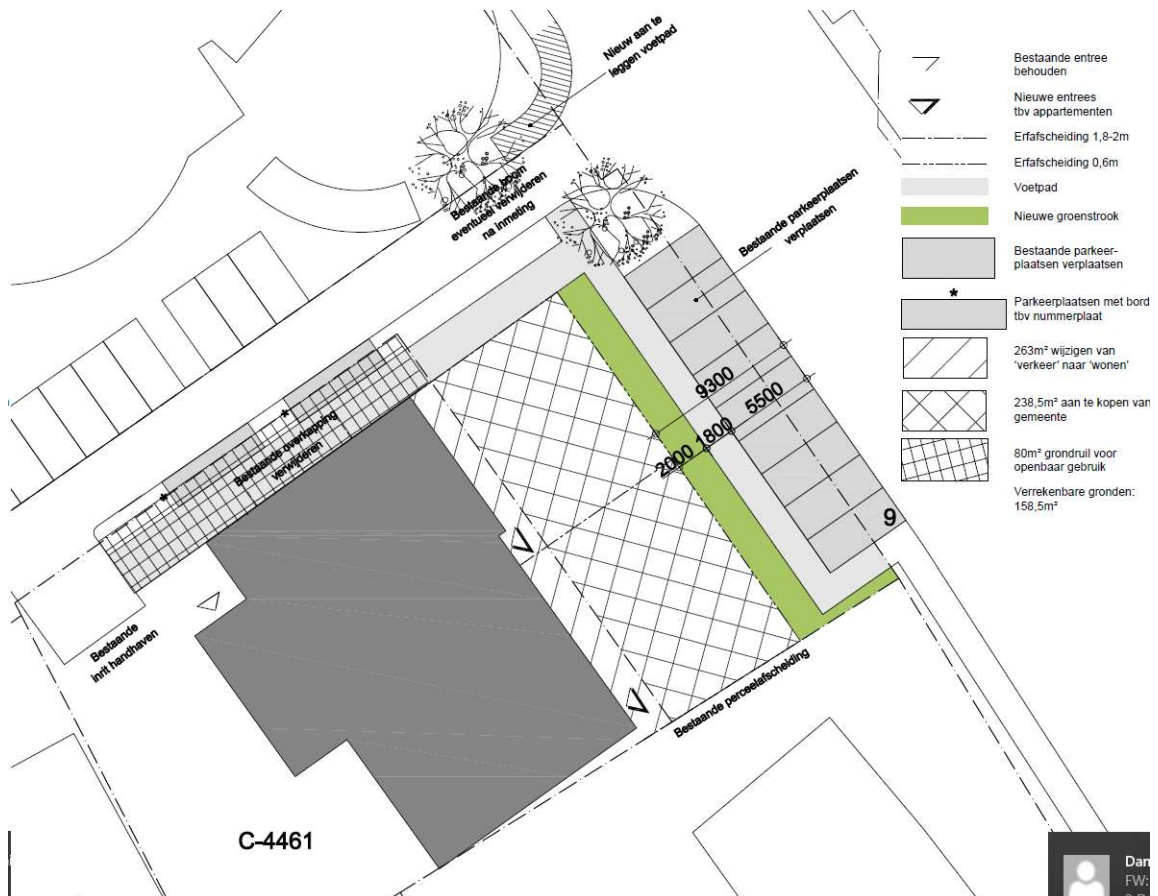 Nieuw aan te
leggen voetpad
Bestaande boom
eventueel verwijderen
na inmeting
Bestaande parkeerplaatsen
verplaatsen
*
*
Bestaande overkapping
verwijderen
9300
2000 1800 5500
9
Bestaande
inrit handhaven
Bestaande perceelafscheiding
C-4461
Bestaande entree
behouden
Nieuwe entrees
tbv appartementen
Erfafscheiding 1,8-2m
Erfafscheiding 0,6m
Voetpad
Nieuwe groenstrook
Bestaande parkeer-
plaatsen verplaatsen
*
Parkeerplaatsen met bord
tbv nummerplaat
263m² wijzigen van
'verkeer' naar 'wonen'
238,5m² aan te kopen van
gemeente
80m² grondruil voor
openbaar gebruik
Verrekenbare gronden:
158,5m²
Dan
FW: